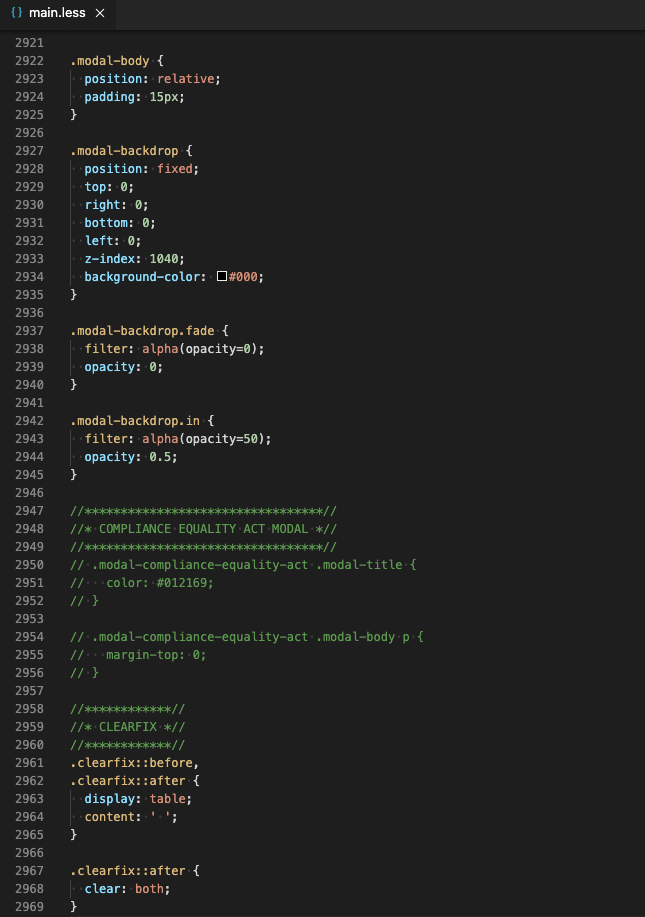 {} main.less ×
2921
2922 .modal-body {
2923   position: relative;
2924   padding: 15px;
2925 }
2926
2927 .modal-backdrop {
2928   position: fixed;
2929   top: 0;
2930   right: 0;
2931   bottom: 0;
2932   left: 0;
2933   z-index: 1040;
2934   background-color: #000;
2935 }
2936
2937 .modal-backdrop.fade {
2938   filter: alpha(opacity=0);
2939   opacity: 0;
2940 }
2941
2942 .modal-backdrop.in {
2943   filter: alpha(opacity=50);
2944   opacity: 0.5;
2945 }
2946
2947 //*********************************//
2948 //* COMPLIANCE EQUALITY ACT MODAL *//
2949 //*********************************//
2950 // .modal-compliance-equality-act .modal-title {
2951 //   color: #012169;
2952 // }
2953
2954 // .modal-compliance-equality-act .modal-body p {
2955 //   margin-top: 0;
2956 // }
2957
2958 //************//
2959 //* CLEARFIX *//
2960 //************//
2961 .clearfix::before,
2962 .clearfix::after {
2963   display: table;
2964   content: ' ';
2965 }
2966
2967 .clearfix::after {
2968   clear: both;
2969 }